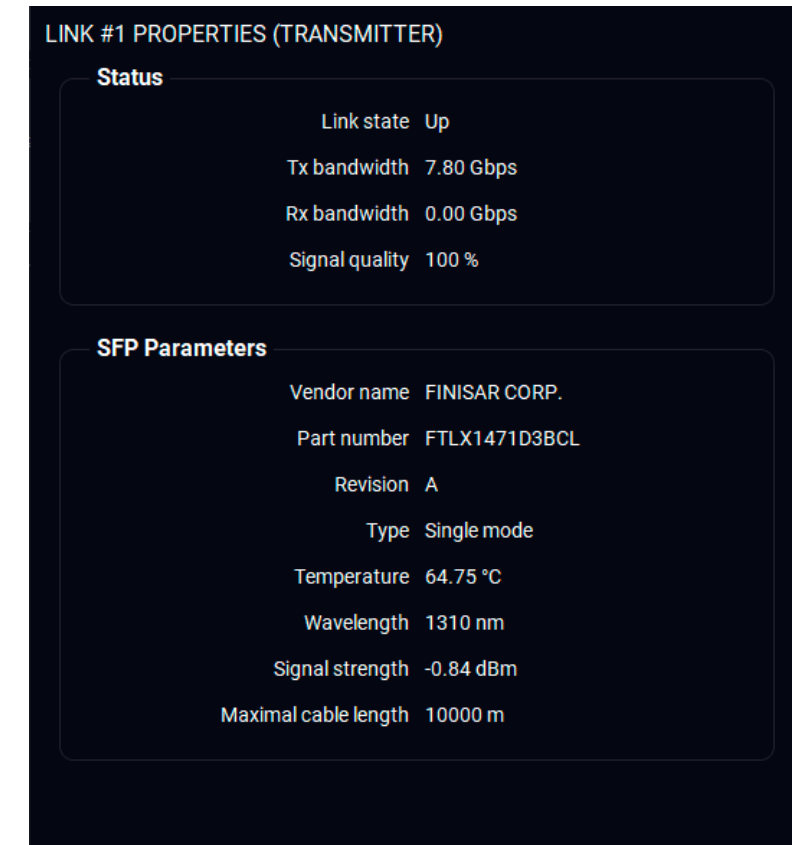 LINK #1 PROPERTIES (TRANSMITTER)
Status
Link state Up
Tx bandwidth 7.80 Gbps
Rx bandwidth 0.00 Gbps
Signal quality 100 %
SFP Parameters
Vendor name FINISAR CORP.
Part number FTLX1471D3BCL
Revision A
Type Single mode
Temperature 64.75 °C
Wavelength 1310 nm
Signal strength -0.84 dBm
Maximal cable length 10000 m